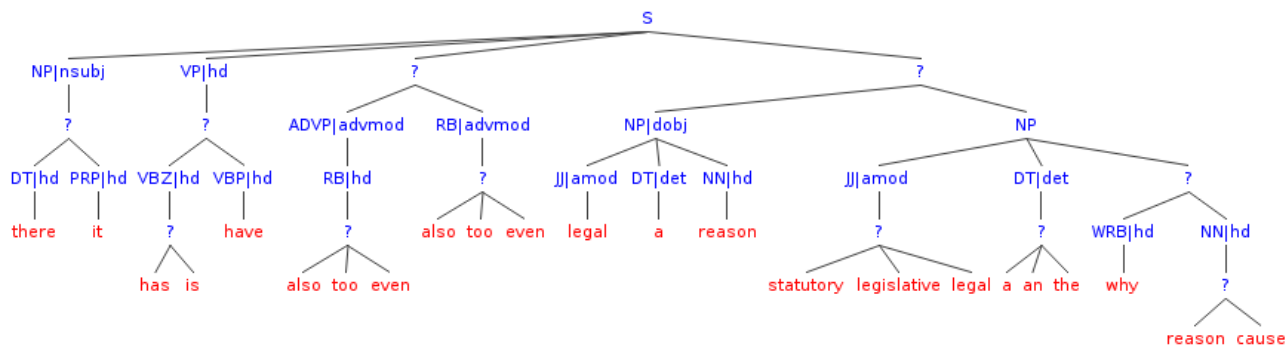 S
NP|nsubj VP|hd ? ?
? ? ADVP|advmod RB|advmod NP|dobj NP
DT|hd PRP|hd VBZ|hd VBP|hd RB|hd ? JJ|amod DT|det NN|hd JJ|amod DT|det ?
there it ? have ? also too even legal a reason ? ? WRB|hd NN|hd
has is also too even statutory legislative legal a an the why ?
reason cause